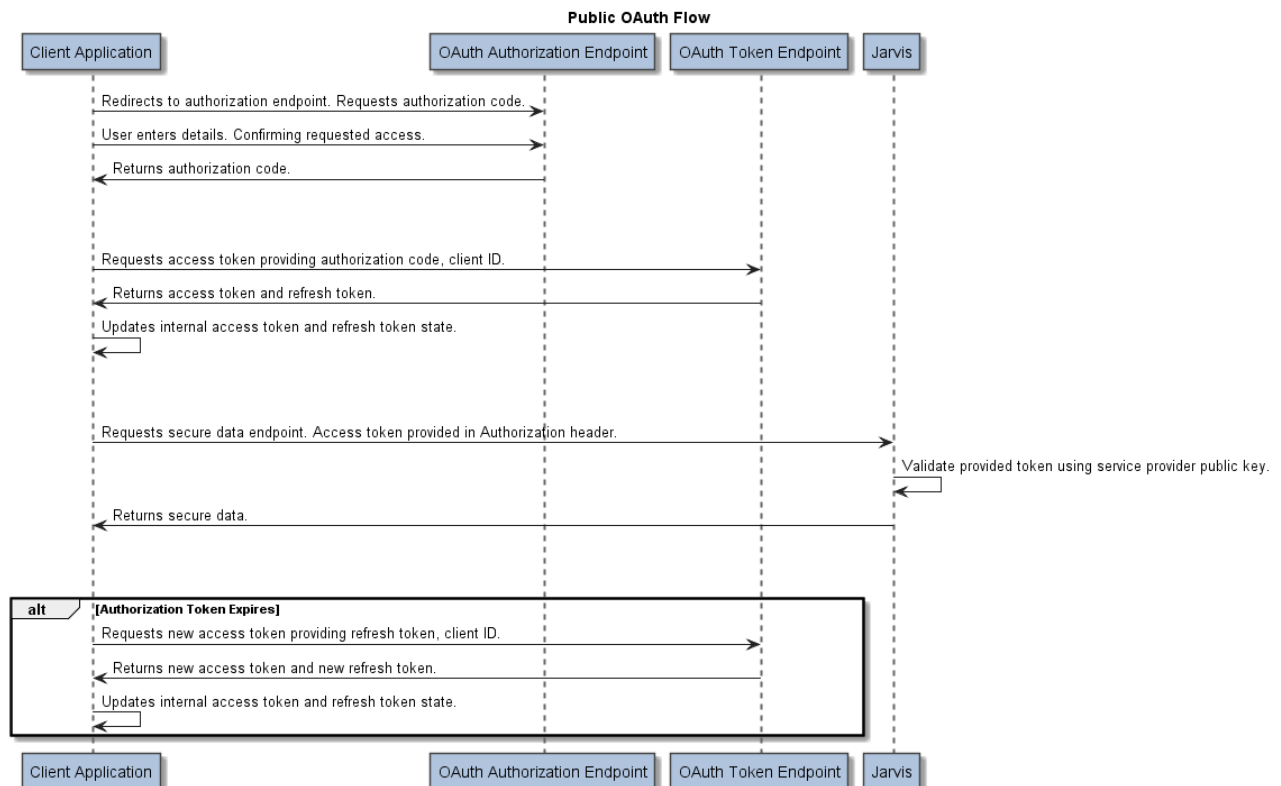 Public OAuth Flow
Client Application
OAuth Authorization Endpoint
OAuth Token Endpoint
Jarvis
Redirects to authorization endpoint. Requests authorization code.
User enters details. Confirming requested access.
Returns authorization code.
Requests access token providing authorization code, client ID.
Returns access token and refresh token.
Updates internal access token and refresh token state.
Requests secure data endpoint. Access token provided in Authorization header.
Validate provided token using service provider public key.
Returns secure data.
alt
[Authorization Token Expires]
Requests new access token providing refresh token, client ID.
Returns new access token and new refresh token.
Updates internal access token and refresh token state.
Client Application
OAuth Authorization Endpoint
OAuth Token Endpoint
Jarvis